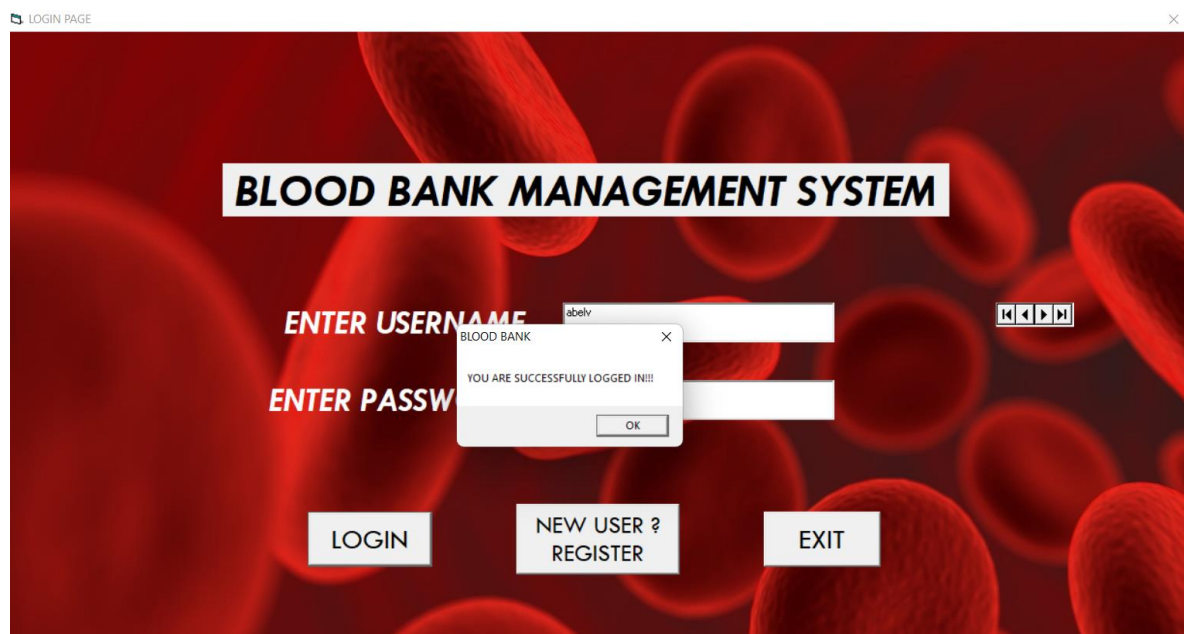 LOGIN PAGE
BLOOD BANK MANAGEMENT SYSTEM
ENTER USERNAME
abelv
BLOOD BANK
YOU ARE SUCCESSFULLY LOGGED IN!!!
OK
ENTER
LOGIN
NEW USER ?
REGISTER
EXIT